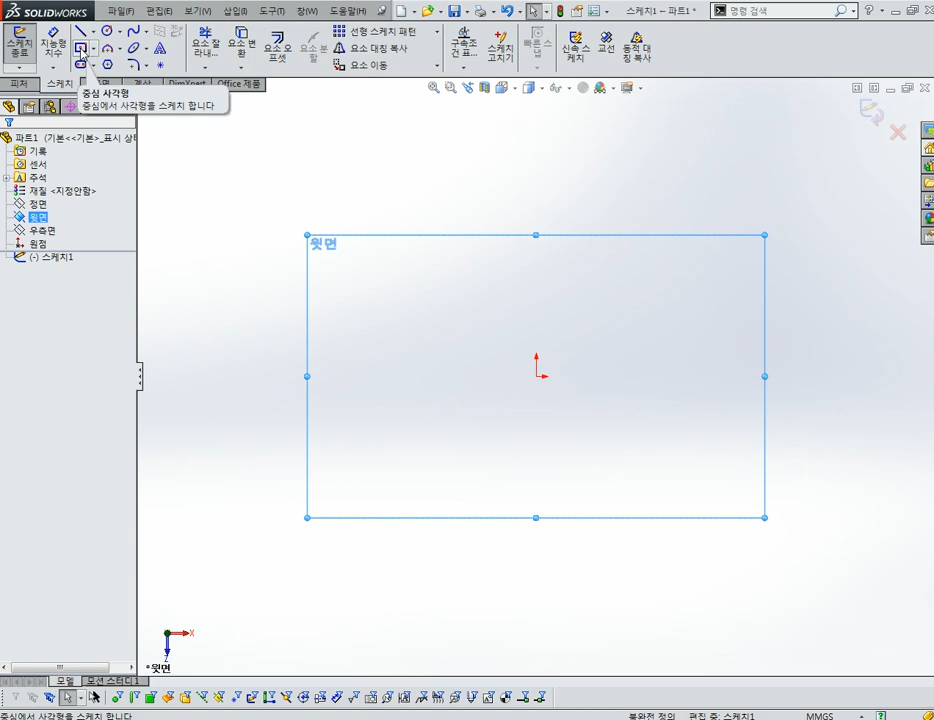 SOLIDWORKS 파일(F) 편집(E) 보기(V) 삽입(I) 도구(T) 창(W) 도움말(H) 스케치1 - 파트1 * 명령 검색
스케치 종료
지능형 치수
요소 잘라내...
요소 변환
요소 오프셋
요소 분할
선형 스케치 패턴
요소 대칭 복사
요소 이동
구속조건 표...
스케치 고치기
빠른 스냅
신속 스케치
교선
동적 대칭 복사
피처 스케치 계산 DimXpert Office 제품
중심 사각형
중심에서 사각형을 스케치 합니다
파트1 (기본<<기본>_표시 상태
기록
센서
주석
재질 <지정안함>
정면
윗면
우측면
원점
(-) 스케치1
윗면
X
Z
*윗면
모델 모션 스터디 1
중심에서 사각형을 스케치 합니다 불완전 정의 편집 중: 스케치1 MMGS